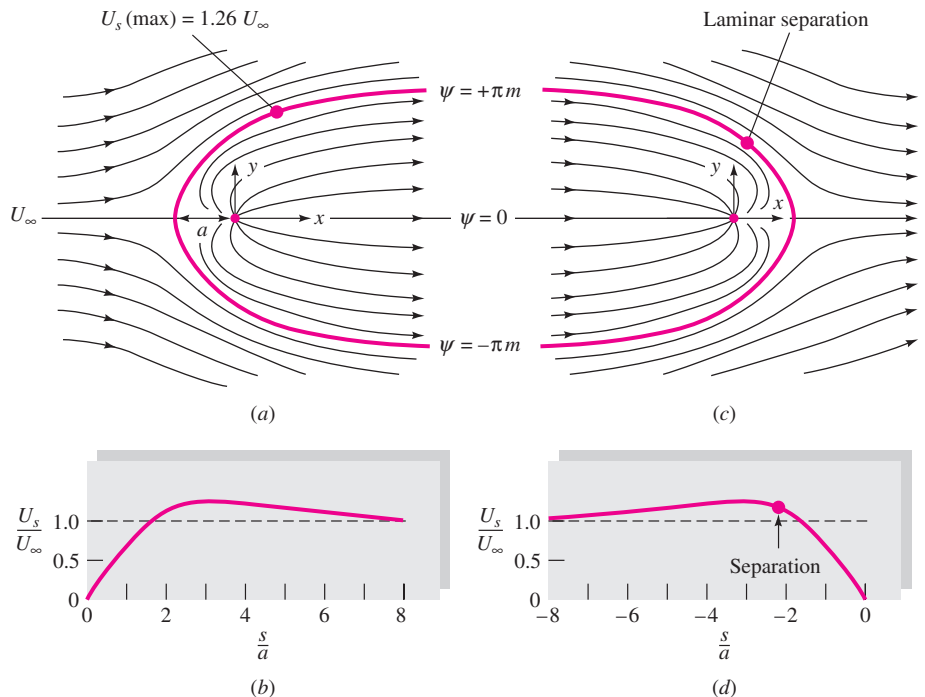 U_s (max) = 1.26 U_∞
Laminar separation
ψ = +πm
y
y
U_∞
a
x
ψ = 0
x
ψ = −πm
(a)
(c)
U_s/U_∞
1.0
0.5
0
0 2 4 6 8
s/a
(b)
U_s/U_∞
1.0
0.5
0
Separation
−8 −6 −4 −2 0
s/a
(d)